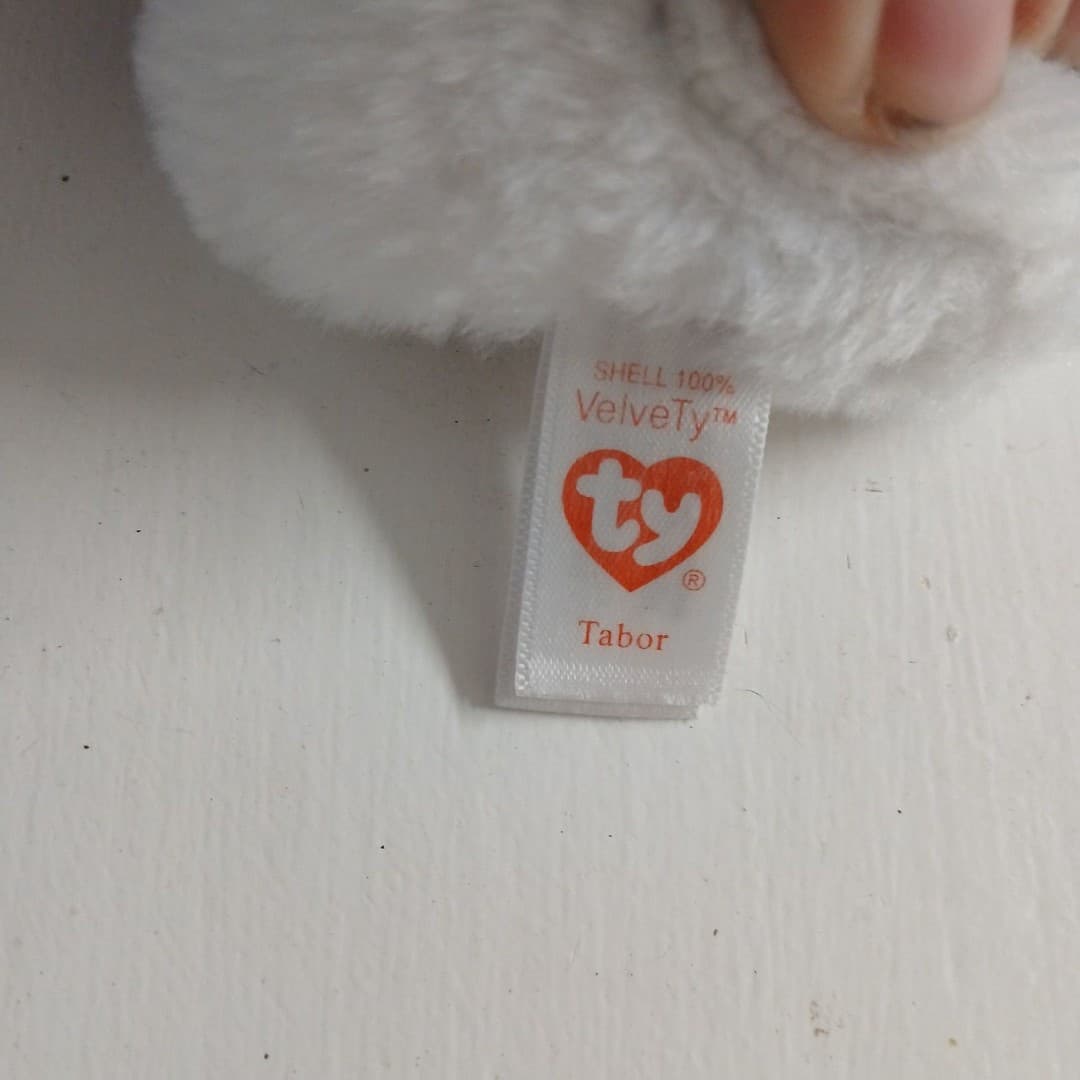 SHELL 100%
VelveTy™
ty
®
Tabor